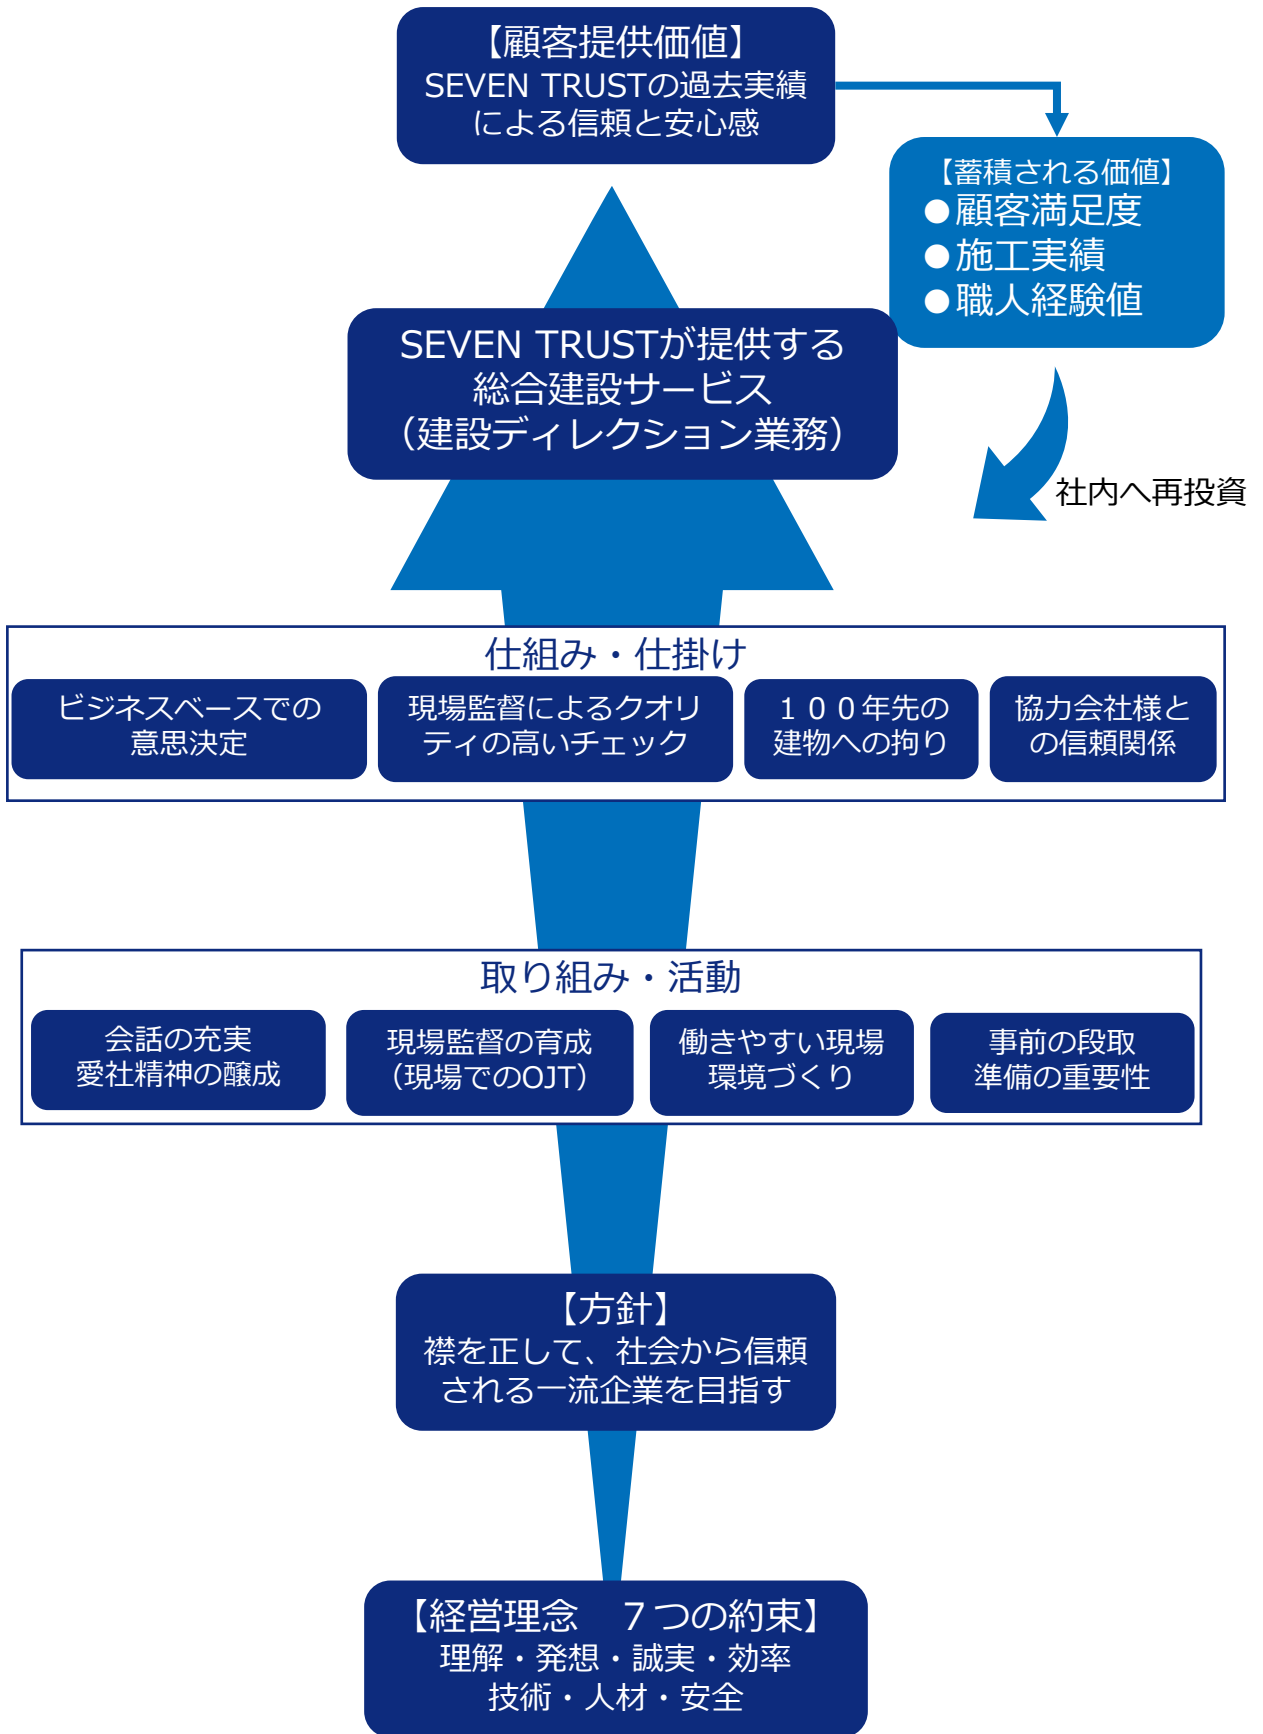 【顧客提供価値】
SEVEN TRUSTの過去実績
による信頼と安心感
【蓄積される価値】
●顧客満足度
●施工実績
●職人経験値
SEVEN TRUSTが提供する
総合建設サービス
（建設ディレクション業務）
社内へ再投資
仕組み・仕掛け
ビジネスベースでの
意思決定
現場監督によるクオリ
ティの高いチェック
１００年先の
建物への拘り
協力会社様と
の信頼関係
取り組み・活動
会話の充実
愛社精神の醸成
現場監督の育成
（現場でのOJT）
働きやすい現場
環境づくり
事前の段取
準備の重要性
【方針】
襟を正して、社会から信頼
される一流企業を目指す
【経営理念　７つの約束】
理解・発想・誠実・効率
技術・人材・安全